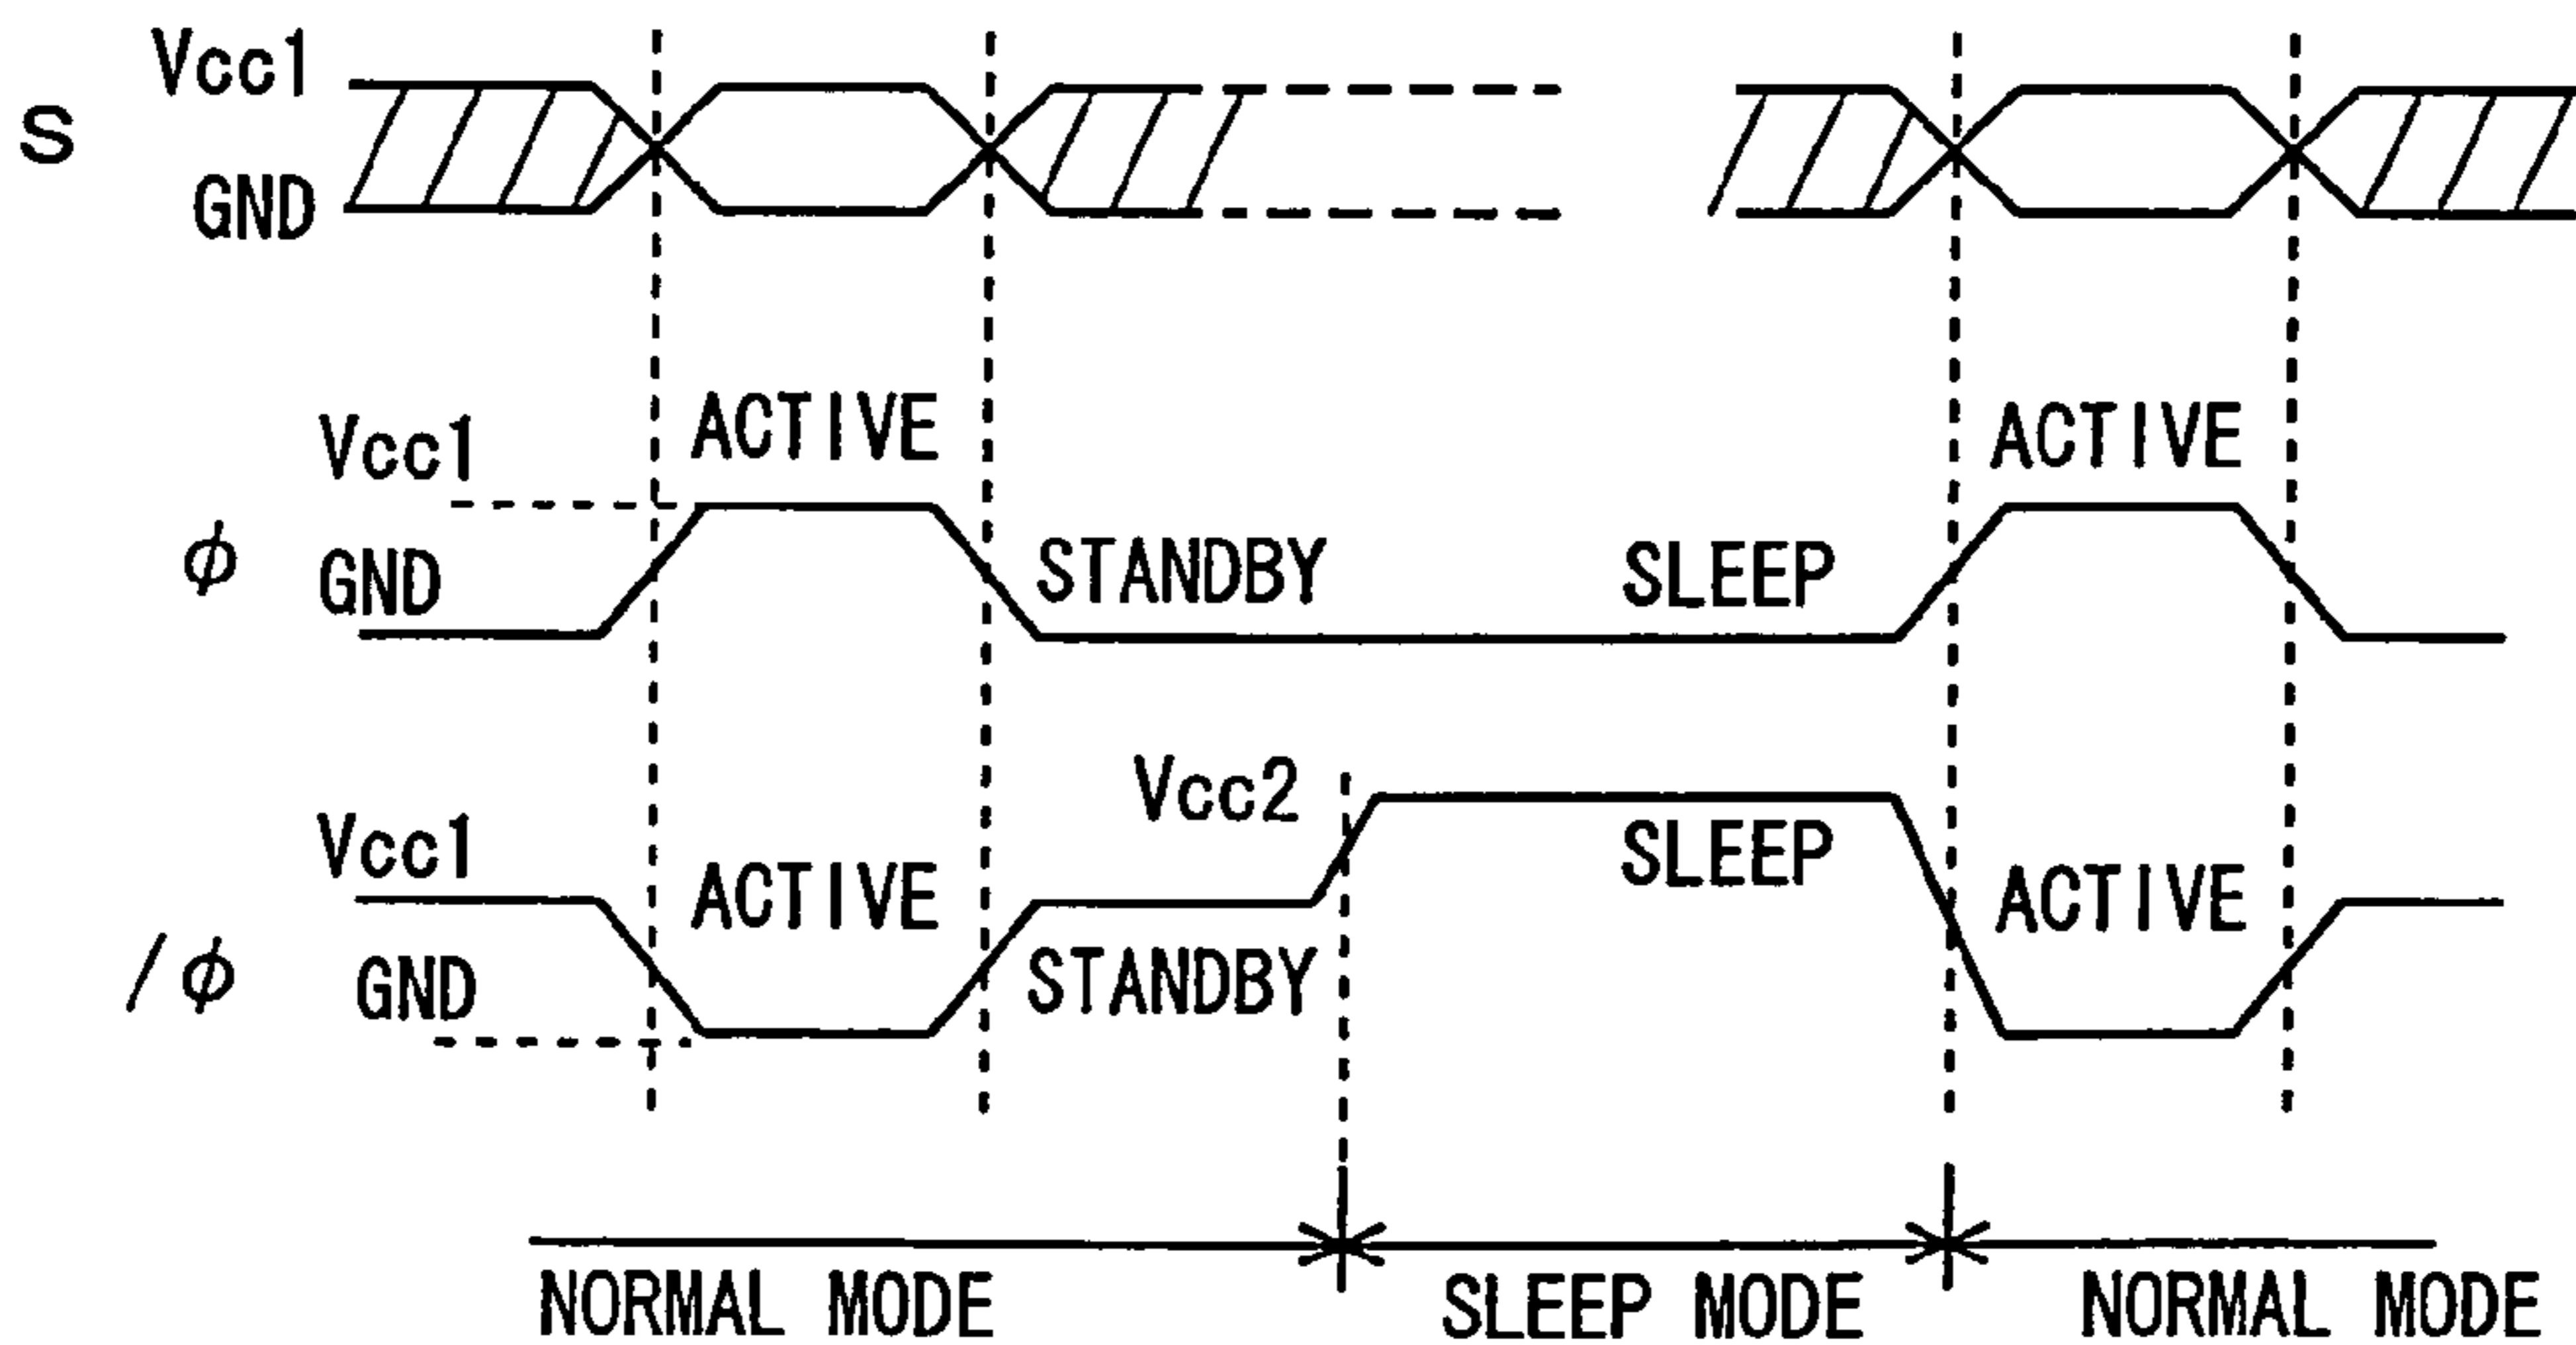 Vcc1
S
GND
ACTIVE ACTIVE
Vcc1
φ GND STANDBY SLEEP
Vcc2
Vcc1 SLEEP
ACTIVE ACTIVE
/φ GND STANDBY
NORMAL MODE SLEEP MODE NORMAL MODE